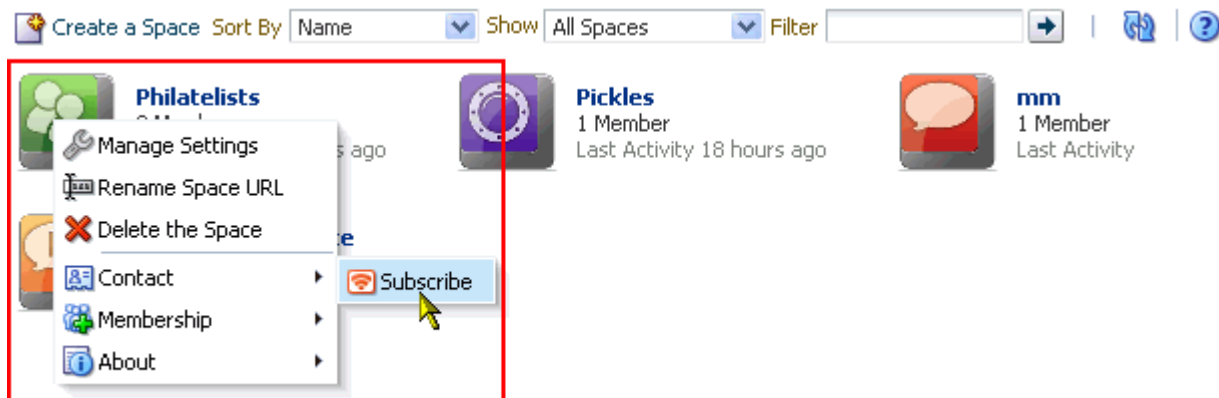 Create a Space Sort By Name Show All Spaces Filter
Philatelists
Pickles
1 Member
Last Activity 18 hours ago
mm
1 Member
Last Activity
s ago
Manage Settings
Rename Space URL
Delete the Space
Contact
Membership
About
Subscribe